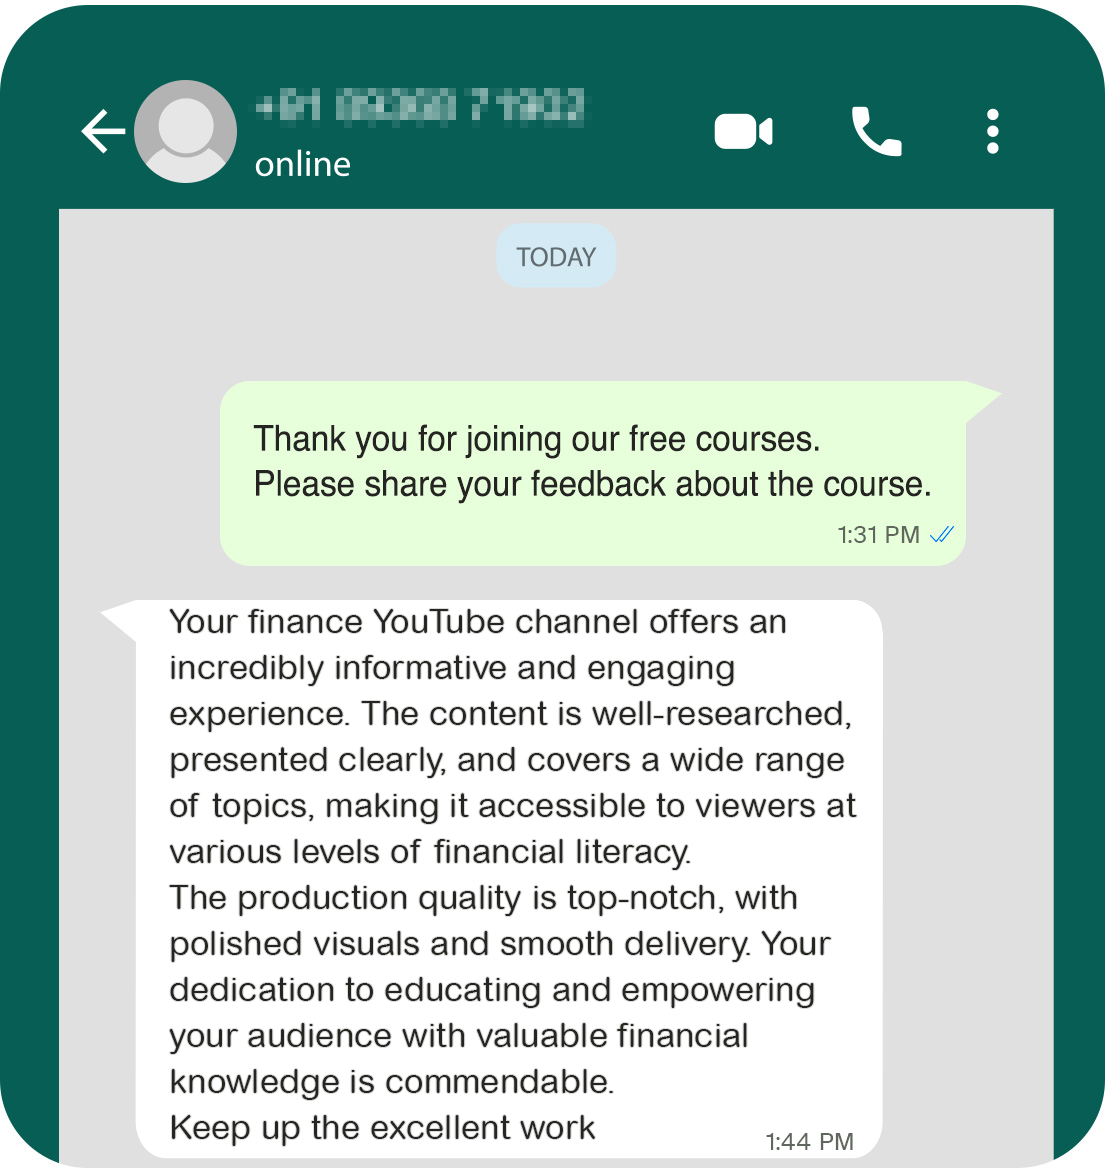 online
TODAY
Thank you for joining our free courses.
Please share your feedback about the course.
1:31 PM
Your finance YouTube channel offers an
incredibly informative and engaging
experience. The content is well-researched,
presented clearly, and covers a wide range
of topics, making it accessible to viewers at
various levels of financial literacy.
The production quality is top-notch, with
polished visuals and smooth delivery. Your
dedication to educating and empowering
your audience with valuable financial
knowledge is commendable.
Keep up the excellent work
1:44 PM